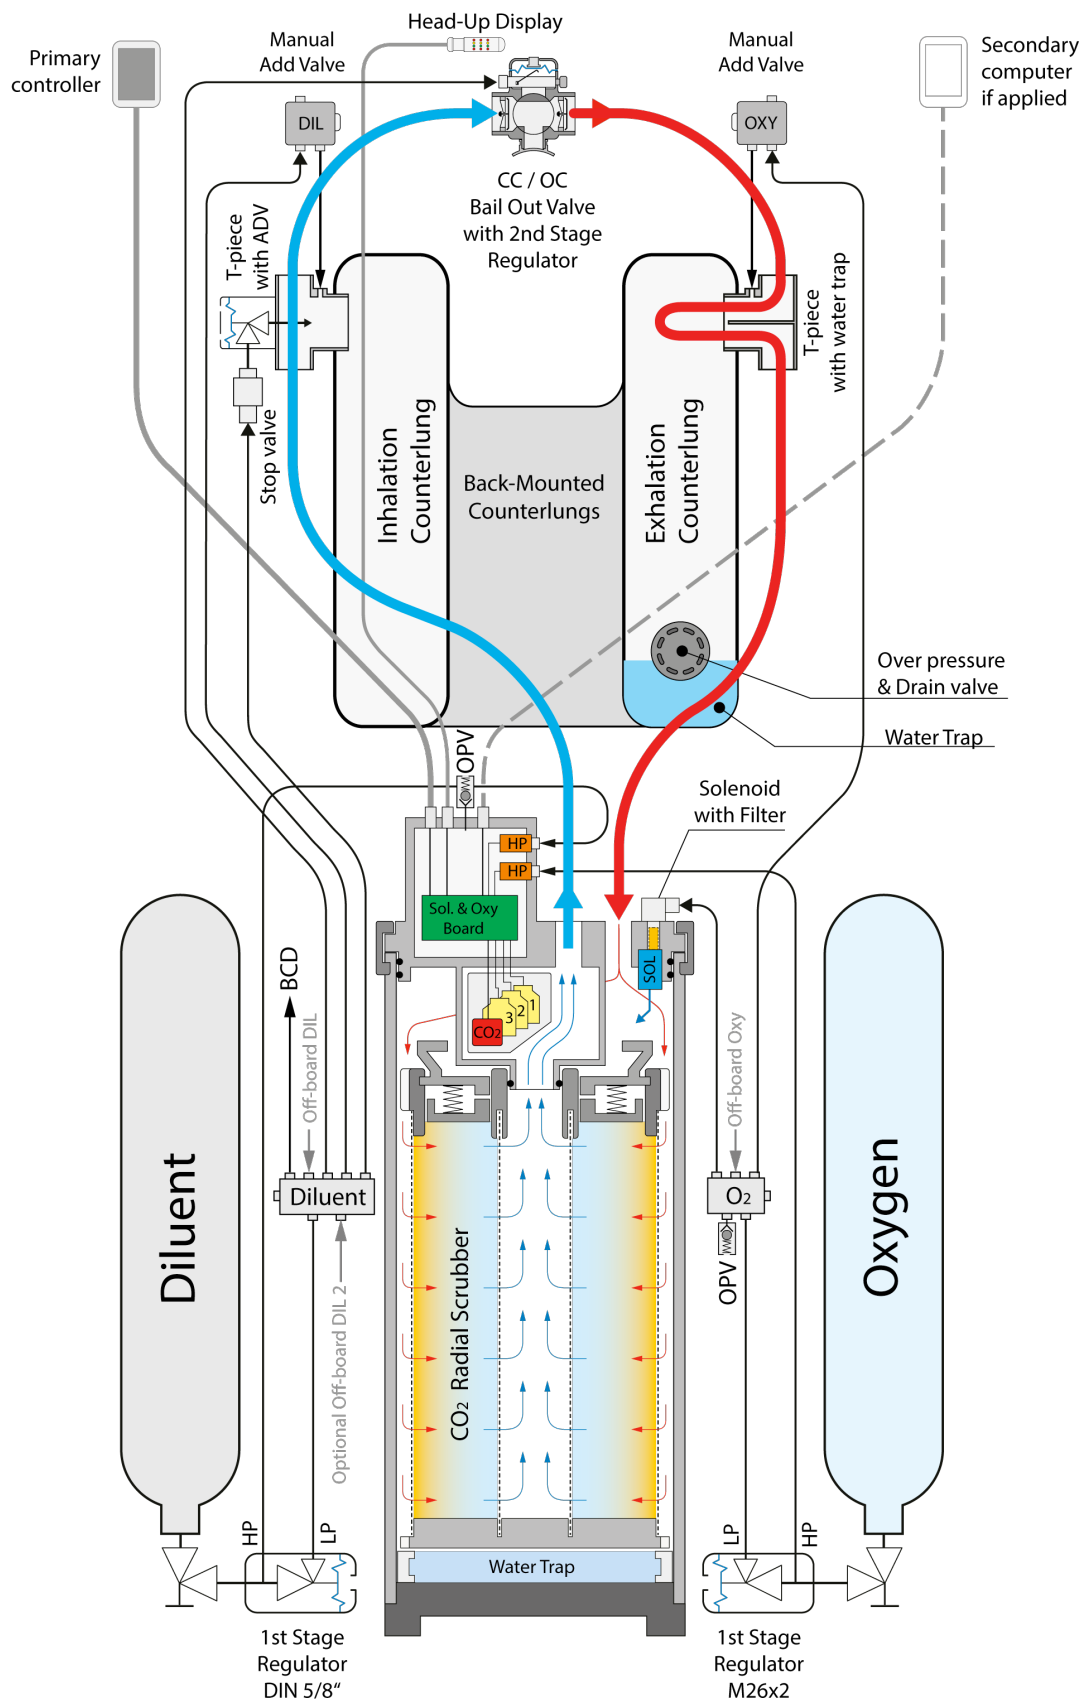 Head-Up Display
Primary
controller
Manual
Add Valve
Manual
Add Valve
Secondary
computer
if applied
DIL
OXY
CC / OC
Bail Out Valve
with 2nd Stage
Regulator
T-piece
with ADV
T-piece
with water trap
Stop valve
Inhalation
Counterlung
Back-Mounted
Counterlungs
Exhalation
Counterlung
Over pressure
& Drain valve
Water Trap
OPV
Solenoid
with Filter
HP
HP
Sol. & Oxy
Board
SOL
CO2
3
2
1
BCD
Off-board DIL
Off-board Oxy
Diluent
Diluent
O2
Oxygen
OPV
Optional Off-board DIL 2
CO2 Radial Scrubber
HP
LP
LP
HP
Water Trap
1st Stage
Regulator
DIN 5/8“
1st Stage
Regulator
M26x2